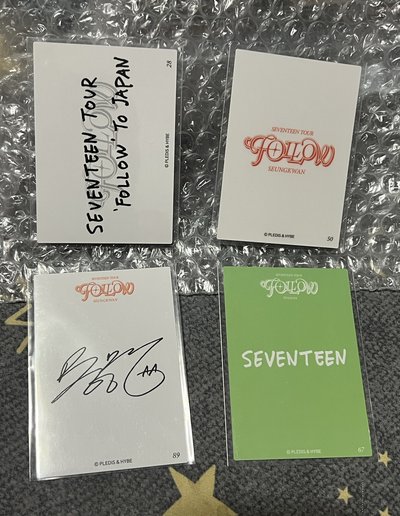 SEVENTEEN TOUR
'FOLLOW' TO JAPAN
FOLLOW
28
© PLEDIS & HYBE
SEVENTEEN TOUR
FOLLOW
SEUNGKWAN
© PLEDIS & HYBE
50
SEVENTEEN TOUR
FOLLOW
© PLEDIS & HYBE
89
SEVENTEEN TOUR
FOLLOW
SEVENTEEN
© PLEDIS & HYBE
67